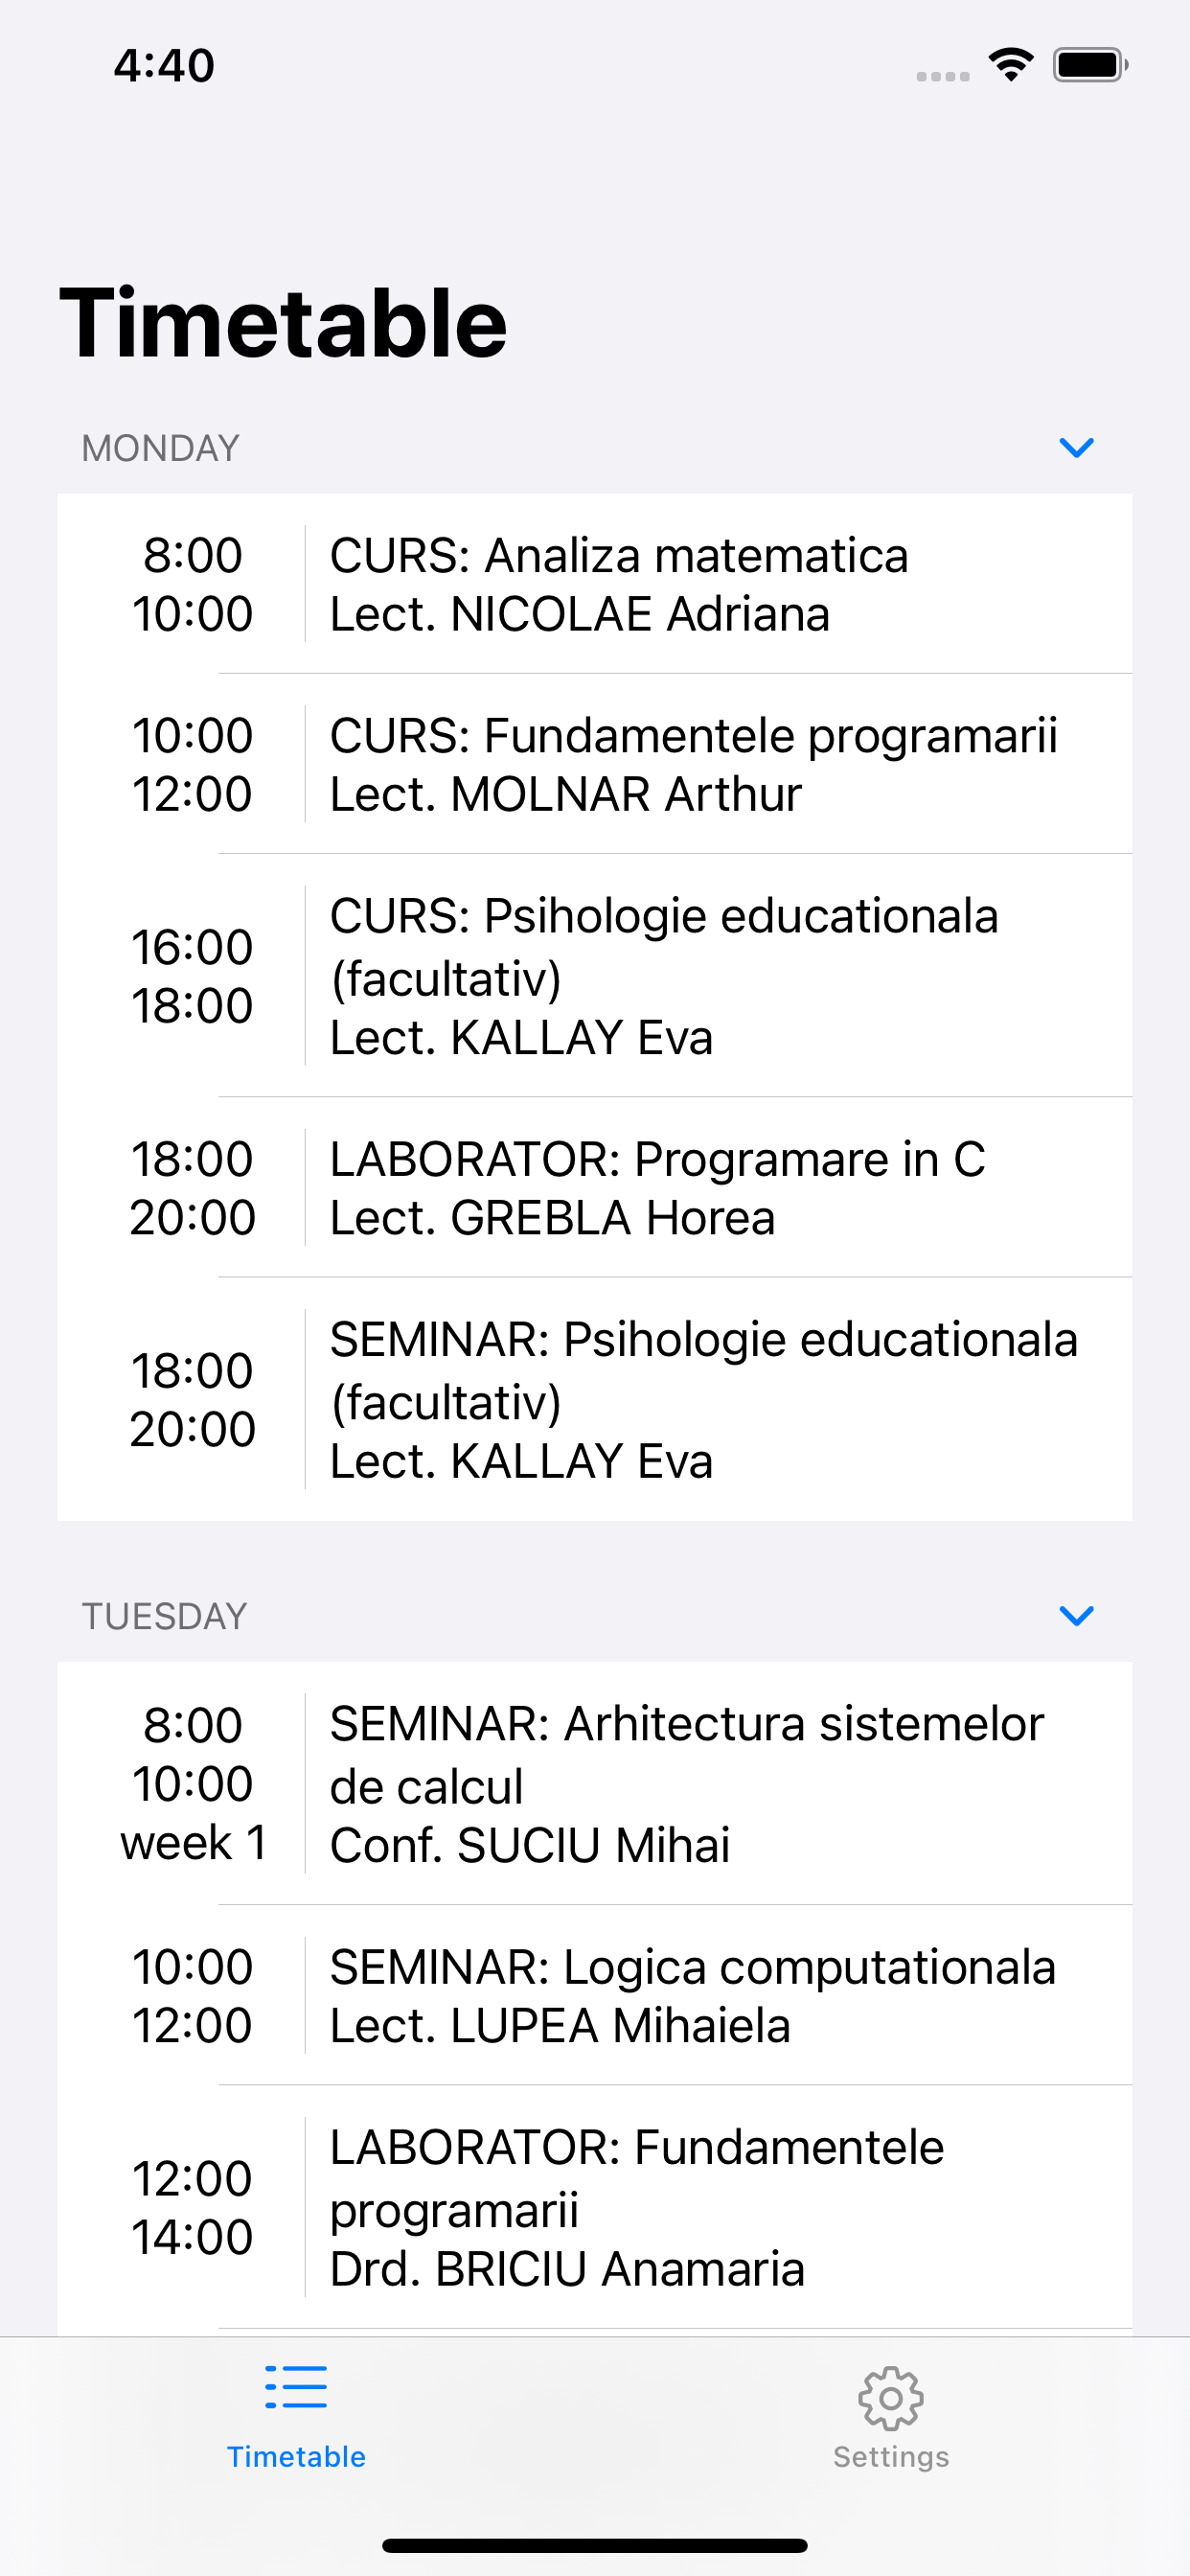 4:40
Timetable
MONDAY
8:00
10:00
CURS: Analiza matematica
Lect. NICOLAE Adriana
10:00
12:00
CURS: Fundamentele programarii
Lect. MOLNAR Arthur
16:00
18:00
CURS: Psihologie educationala
(facultativ)
Lect. KALLAY Eva
18:00
20:00
LABORATOR: Programare in C
Lect. GREBLA Horea
18:00
20:00
SEMINAR: Psihologie educationala
(facultativ)
Lect. KALLAY Eva
TUESDAY
8:00
10:00
week 1
SEMINAR: Arhitectura sistemelor
de calcul
Conf. SUCIU Mihai
10:00
12:00
SEMINAR: Logica computationala
Lect. LUPEA Mihaiela
12:00
14:00
LABORATOR: Fundamentele
programarii
Drd. BRICIU Anamaria
Timetable
Settings